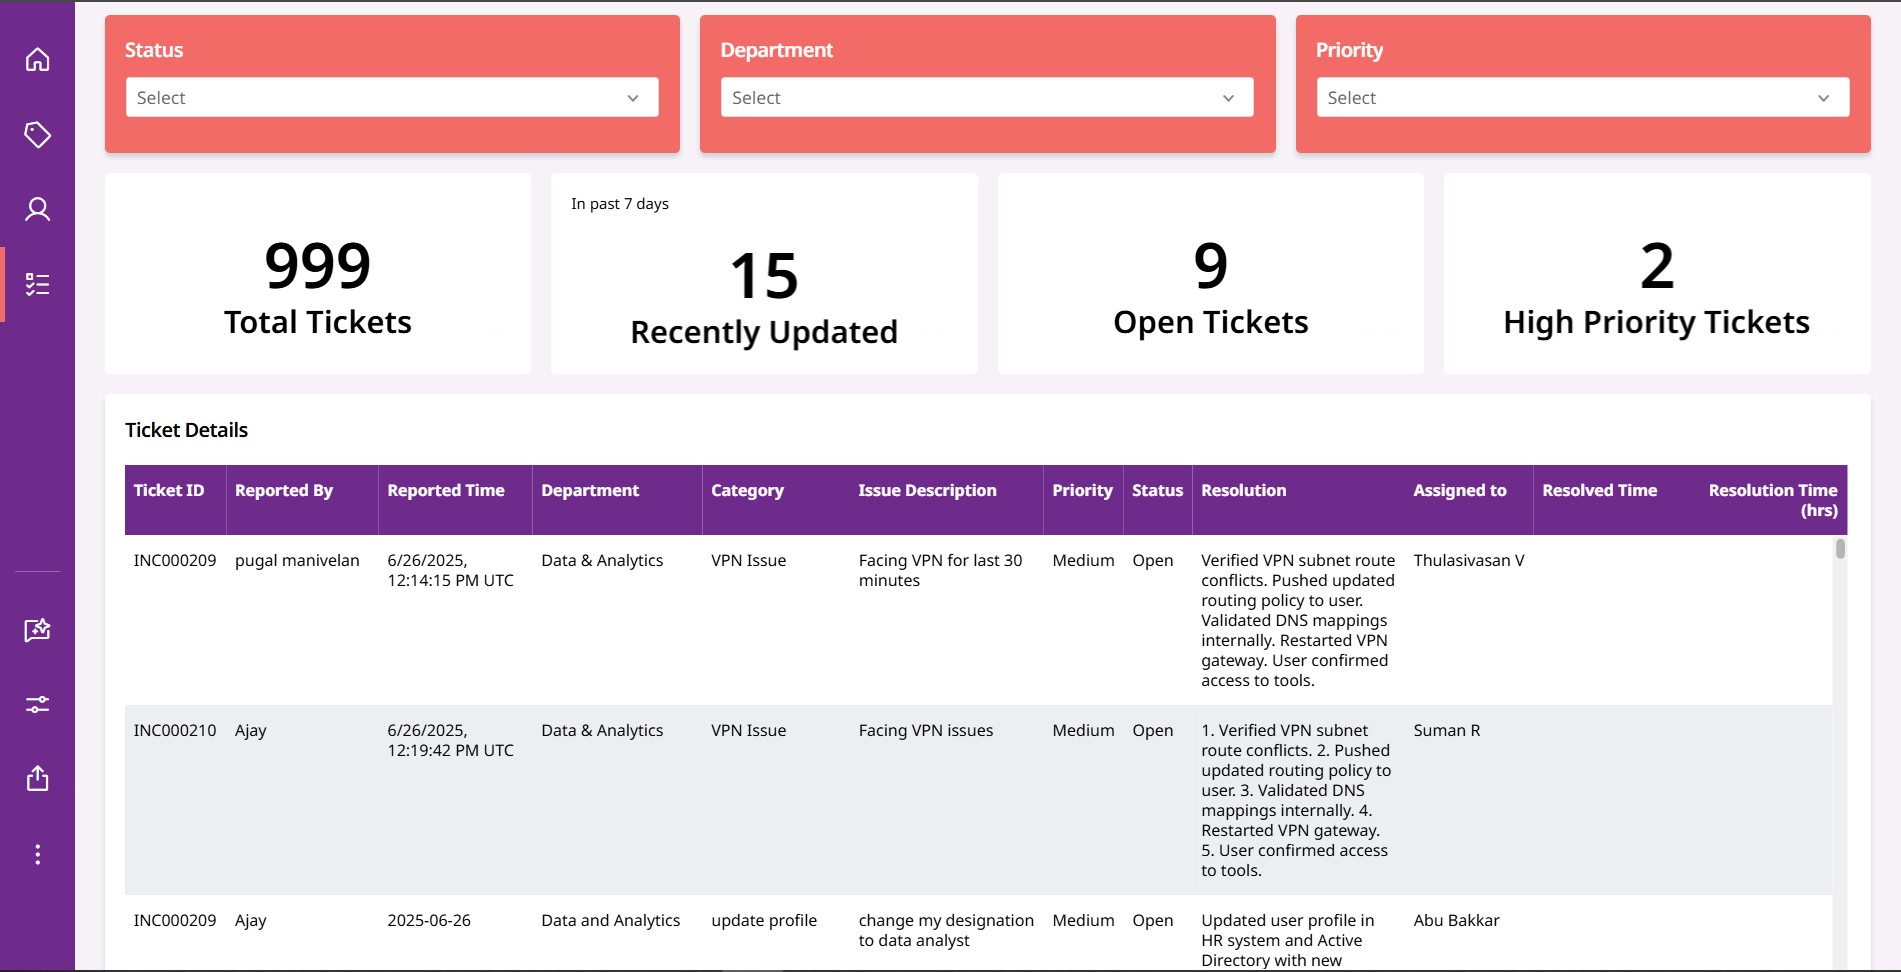 Status
Select
Department
Select
Priority
Select
999
Total Tickets
In past 7 days
15
Recently Updated
9
Open Tickets
2
High Priority Tickets
Ticket Details
Ticket ID
Reported By
Reported Time
Department
Category
Issue Description
Priority
Status
Resolution
Assigned to
Resolved Time
Resolution Time
(hrs)
INC000209
pugal manivelan
6/26/2025,
12:14:15 PM UTC
Data & Analytics
VPN Issue
Facing VPN for last 30
minutes
Medium
Open
Verified VPN subnet route
conflicts. Pushed updated
routing policy to user.
Validated DNS mappings
internally. Restarted VPN
gateway. User confirmed
access to tools.
Thulasivasan V
INC000210
Ajay
6/26/2025,
12:19:42 PM UTC
Data & Analytics
VPN Issue
Facing VPN issues
Medium
Open
1. Verified VPN subnet
route conflicts. 2. Pushed
updated routing policy to
user. 3. Validated DNS
mappings internally. 4.
Restarted VPN gateway.
5. User confirmed access
to tools.
Suman R
INC000209
Ajay
2025-06-26
Data and Analytics
update profile
change my designation
to data analyst
Medium
Open
Updated user profile in
HR system and Active
Directory with new
Abu Bakkar